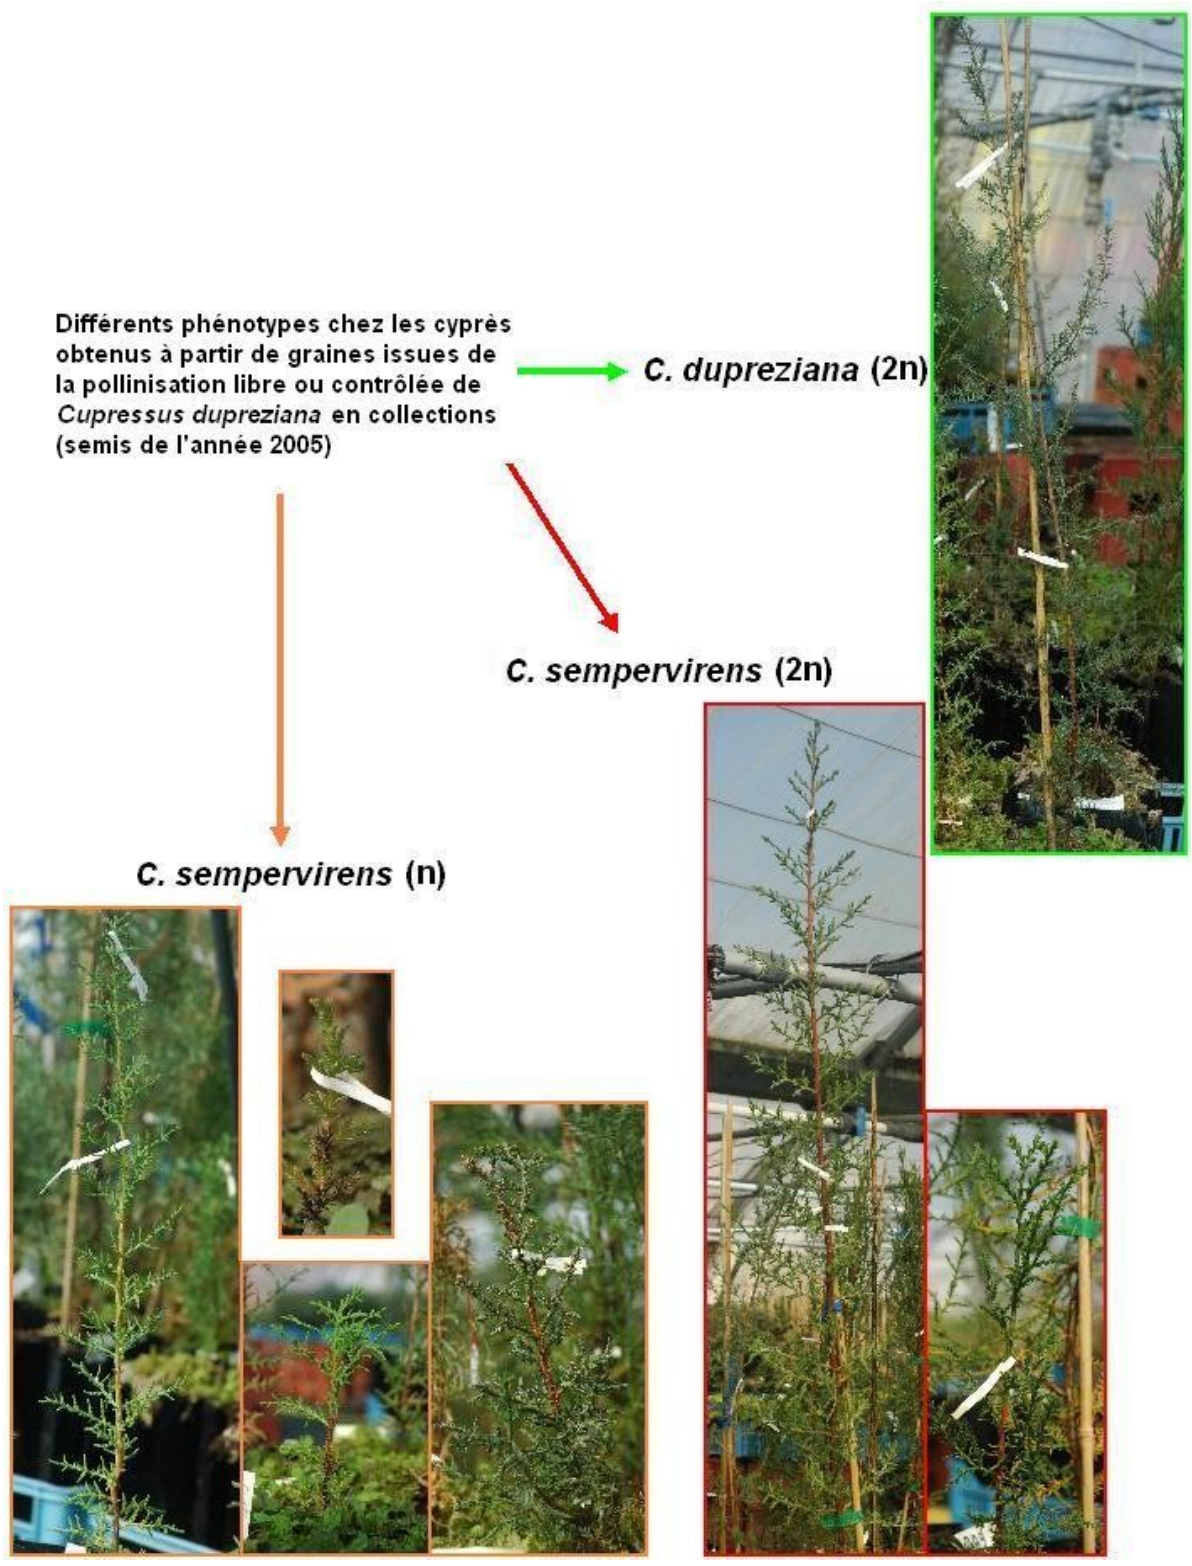 Différents phénotypes chez les cyprès
obtenus à partir de graines issues de
la pollinisation libre ou contrôlée de
Cupressus dupreziana en collections
(semis de l'année 2005)
C. dupreziana (2n)
C. sempervirens (2n)
C. sempervirens (n)